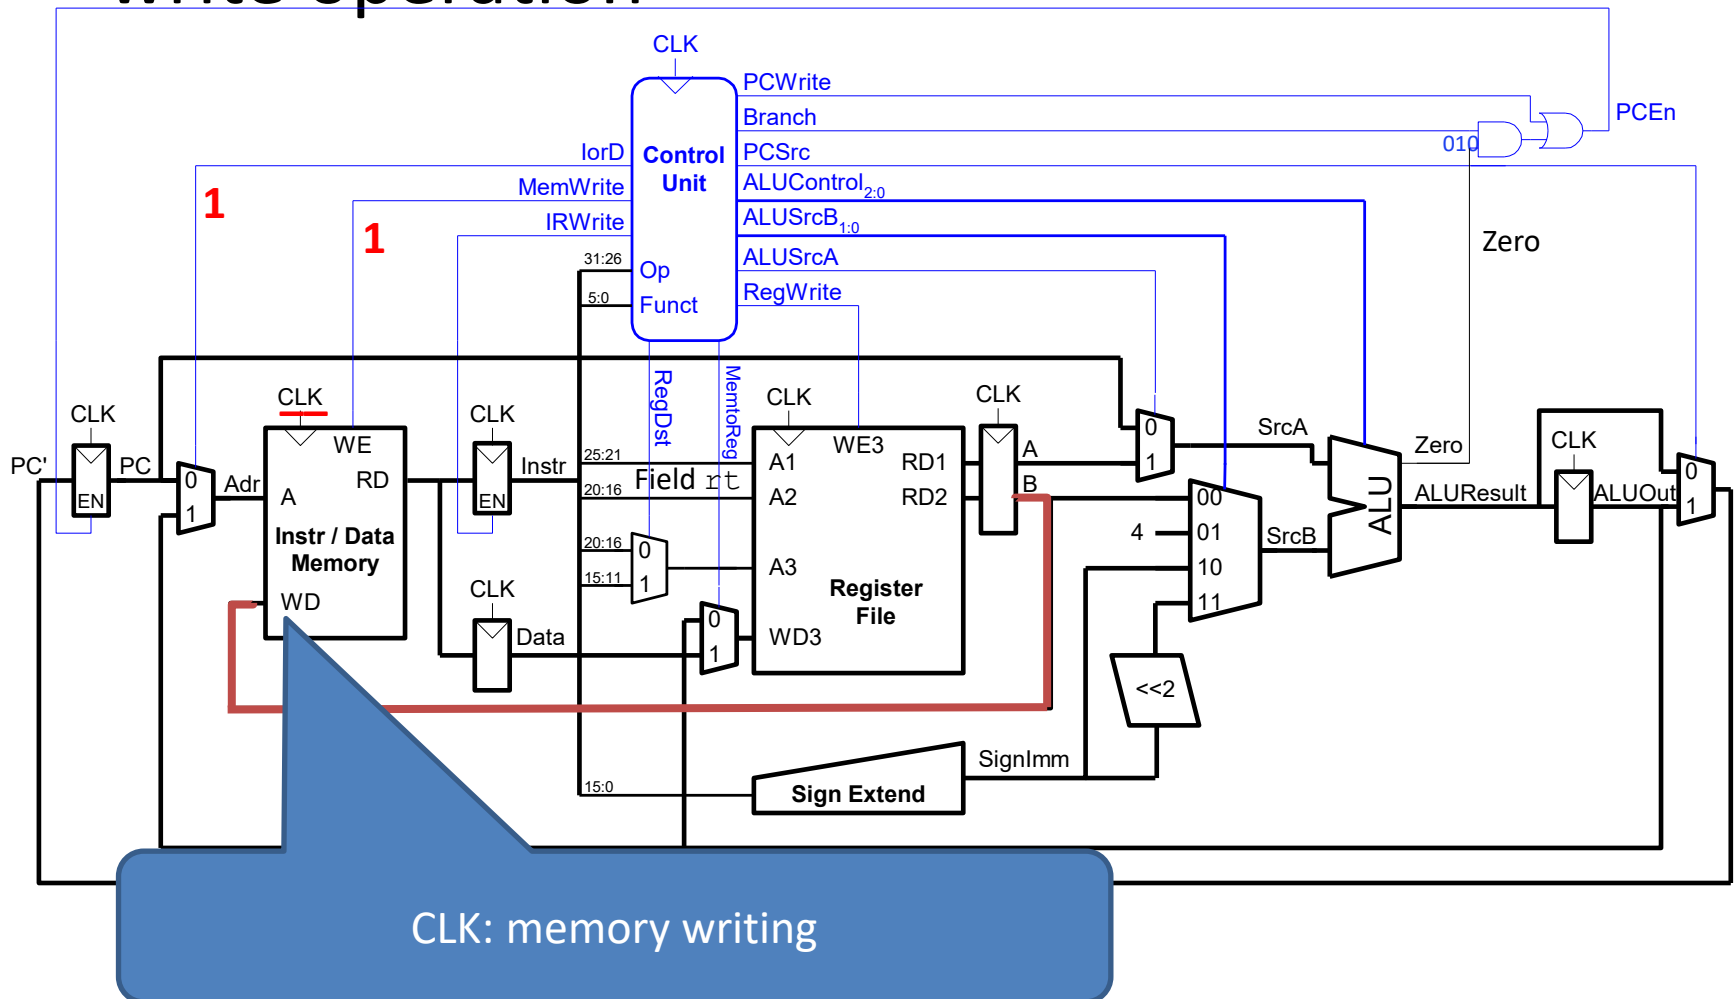 write operation
CLK
PCWrite
Branch
PCEn
010
IorD
Control
Unit
PCSrc
MemWrite
ALUControl2:0
1
IRWrite
ALUSrcB1:0
1
Zero
31:26
Op
ALUSrcA
5:0
Funct
RegWrite
RegDst
MemtoReg
CLK
CLK
CLK
CLK
CLK
CLK
PC'
PC
EN
0
1
Adr
WE
A
RD
Instr / Data
Memory
WD
EN
Instr
25:21
Field rt
20:16
20:16
15:11
0
1
CLK
Data
0
1
A1
WE3
A2
RD1
RD2
A3
Register
File
WD3
A
B
0
1
SrcA
00
4
01
10
11
SrcB
ALU
Zero
ALUResult
ALUOut
0
1
<<2
SignImm
15:0
Sign Extend
CLK: memory writing